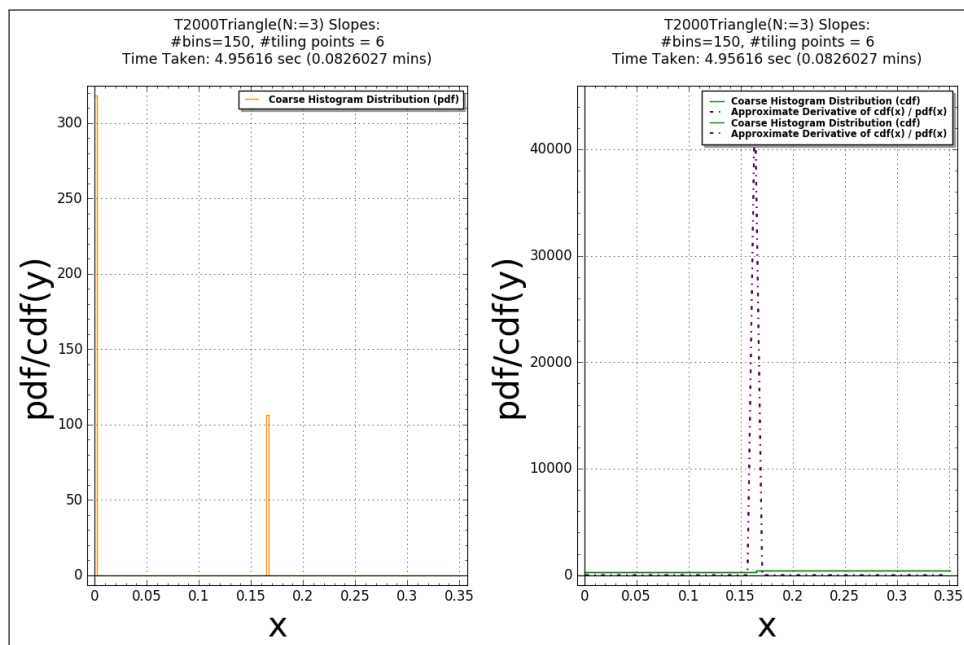 T2000Triangle(N:=3) Slopes:
#bins=150, #tiling points = 6
Time Taken: 4.95616 sec (0.0826027 mins)
Coarse Histogram Distribution (pdf)
300
250
200
150
100
50
0
pdf/cdf(y)
0 0.05 0.1 0.15 0.2 0.25 0.3 0.35
x
T2000Triangle(N:=3) Slopes:
#bins=150, #tiling points = 6
Time Taken: 4.95616 sec (0.0826027 mins)
Coarse Histogram Distribution (cdf)
Approximate Derivative of cdf(x) / pdf(x)
Coarse Histogram Distribution (cdf)
Approximate Derivative of cdf(x) / pdf(x)
40000
30000
20000
10000
0
pdf/cdf(y)
0 0.05 0.1 0.15 0.2 0.25 0.3 0.35
x